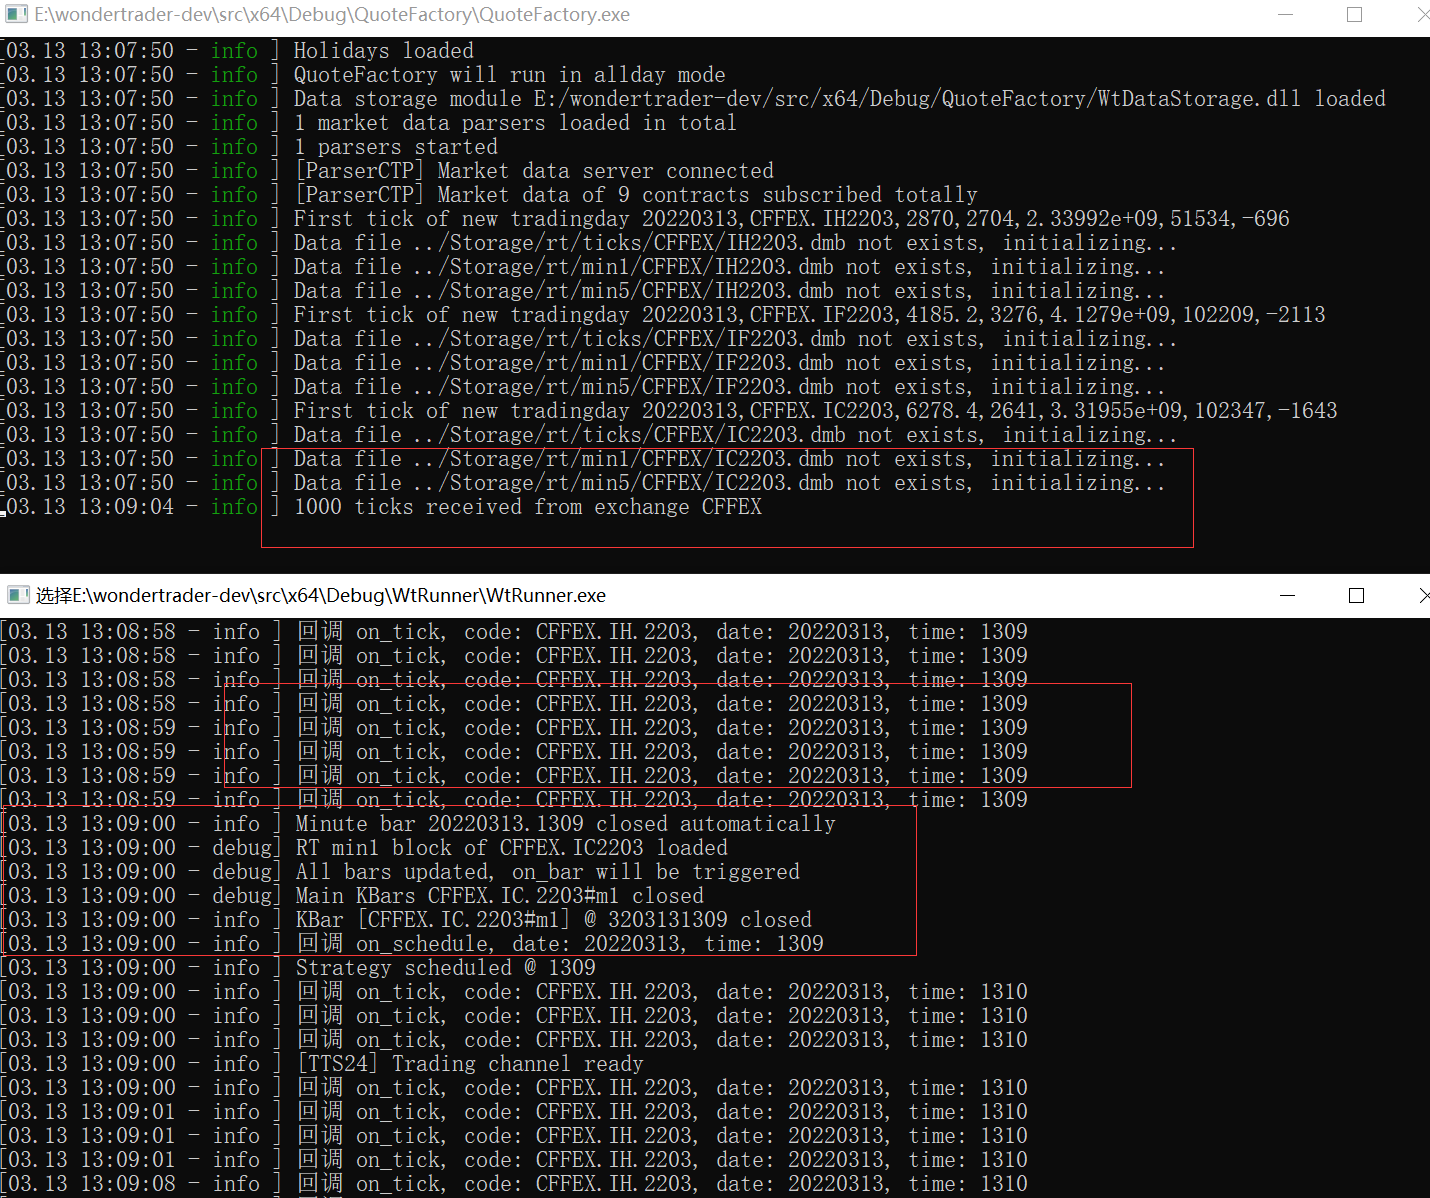 E:\wondertrader-dev\src\x64\Debug\QuoteFactory\QuoteFactory.exe
[03.13 13:07:50 - info ] Holidays loaded
[03.13 13:07:50 - info ] QuoteFactory will run in allday mode
[03.13 13:07:50 - info ] Data storage module E:/wondertrader-dev/src/x64/Debug/QuoteFactory/WtDataStorage.dll loaded
[03.13 13:07:50 - info ] 1 market data parsers loaded in total
[03.13 13:07:50 - info ] 1 parsers started
[03.13 13:07:50 - info ] [ParserCTP] Market data server connected
[03.13 13:07:50 - info ] [ParserCTP] Market data of 9 contracts subscribed totally
[03.13 13:07:50 - info ] First tick of new tradingday 20220313,CFFEX.IH2203,2870,2704,2.33992e+09,51534,-696
[03.13 13:07:50 - info ] Data file ../Storage/rt/ticks/CFFEX/IH2203.dmb not exists, initializing...
[03.13 13:07:50 - info ] Data file ../Storage/rt/min1/CFFEX/IH2203.dmb not exists, initializing...
[03.13 13:07:50 - info ] Data file ../Storage/rt/min5/CFFEX/IH2203.dmb not exists, initializing...
[03.13 13:07:50 - info ] First tick of new tradingday 20220313,CFFEX.IF2203,4185.2,3276,4.1279e+09,102209,-2113
[03.13 13:07:50 - info ] Data file ../Storage/rt/ticks/CFFEX/IF2203.dmb not exists, initializing...
[03.13 13:07:50 - info ] Data file ../Storage/rt/min1/CFFEX/IF2203.dmb not exists, initializing...
[03.13 13:07:50 - info ] Data file ../Storage/rt/min5/CFFEX/IF2203.dmb not exists, initializing...
[03.13 13:07:50 - info ] First tick of new tradingday 20220313,CFFEX.IC2203,6278.4,2641,3.31955e+09,102347,-1643
[03.13 13:07:50 - info ] Data file ../Storage/rt/ticks/CFFEX/IC2203.dmb not exists, initializing...
[03.13 13:07:50 - info ] Data file ../Storage/rt/min1/CFFEX/IC2203.dmb not exists, initializing...
[03.13 13:07:50 - info ] Data file ../Storage/rt/min5/CFFEX/IC2203.dmb not exists, initializing...
03.13 13:09:04 - info ] 1000 ticks received from exchange CFFEX
选择E:\wondertrader-dev\src\x64\Debug\WtRunner\WtRunner.exe
[03.13 13:08:58 - info ] 回调 on_tick, code: CFFEX.IH.2203, date: 20220313, time: 1309
[03.13 13:08:58 - info ] 回调 on_tick, code: CFFEX.IH.2203, date: 20220313, time: 1309
[03.13 13:08:58 - info ] 回调 on_tick, code: CFFEX.IH.2203, date: 20220313, time: 1309
[03.13 13:08:58 - info ] 回调 on_tick, code: CFFEX.IH.2203, date: 20220313, time: 1309
[03.13 13:08:59 - info ] 回调 on_tick, code: CFFEX.IH.2203, date: 20220313, time: 1309
[03.13 13:08:59 - info ] 回调 on_tick, code: CFFEX.IH.2203, date: 20220313, time: 1309
[03.13 13:08:59 - info ] 回调 on_tick, code: CFFEX.IH.2203, date: 20220313, time: 1309
[03.13 13:08:59 - info ] 回调 on_tick, code: CFFEX.IH.2203, date: 20220313, time: 1309
[03.13 13:09:00 - info ] Minute bar 20220313.1309 closed automatically
[03.13 13:09:00 - debug] RT min1 block of CFFEX.IC2203 loaded
[03.13 13:09:00 - debug] All bars updated, on_bar will be triggered
[03.13 13:09:00 - debug] Main KBars CFFEX.IC.2203#m1 closed
[03.13 13:09:00 - info ] KBar [CFFEX.IC.2203#m1] @ 3203131309 closed
[03.13 13:09:00 - info ] 回调 on_schedule, date: 20220313, time: 1309
[03.13 13:09:00 - info ] Strategy scheduled @ 1309
[03.13 13:09:00 - info ] 回调 on_tick, code: CFFEX.IH.2203, date: 20220313, time: 1310
[03.13 13:09:00 - info ] 回调 on_tick, code: CFFEX.IH.2203, date: 20220313, time: 1310
[03.13 13:09:00 - info ] 回调 on_tick, code: CFFEX.IH.2203, date: 20220313, time: 1310
[03.13 13:09:00 - info ] [TTS24] Trading channel ready
[03.13 13:09:00 - info ] 回调 on_tick, code: CFFEX.IH.2203, date: 20220313, time: 1310
[03.13 13:09:01 - info ] 回调 on_tick, code: CFFEX.IH.2203, date: 20220313, time: 1310
[03.13 13:09:01 - info ] 回调 on_tick, code: CFFEX.IH.2203, date: 20220313, time: 1310
[03.13 13:09:01 - info ] 回调 on_tick, code: CFFEX.IH.2203, date: 20220313, time: 1310
[03.13 13:09:08 - info ] 回调 on_tick, code: CFFEX.IH.2203, date: 20220313, time: 1310